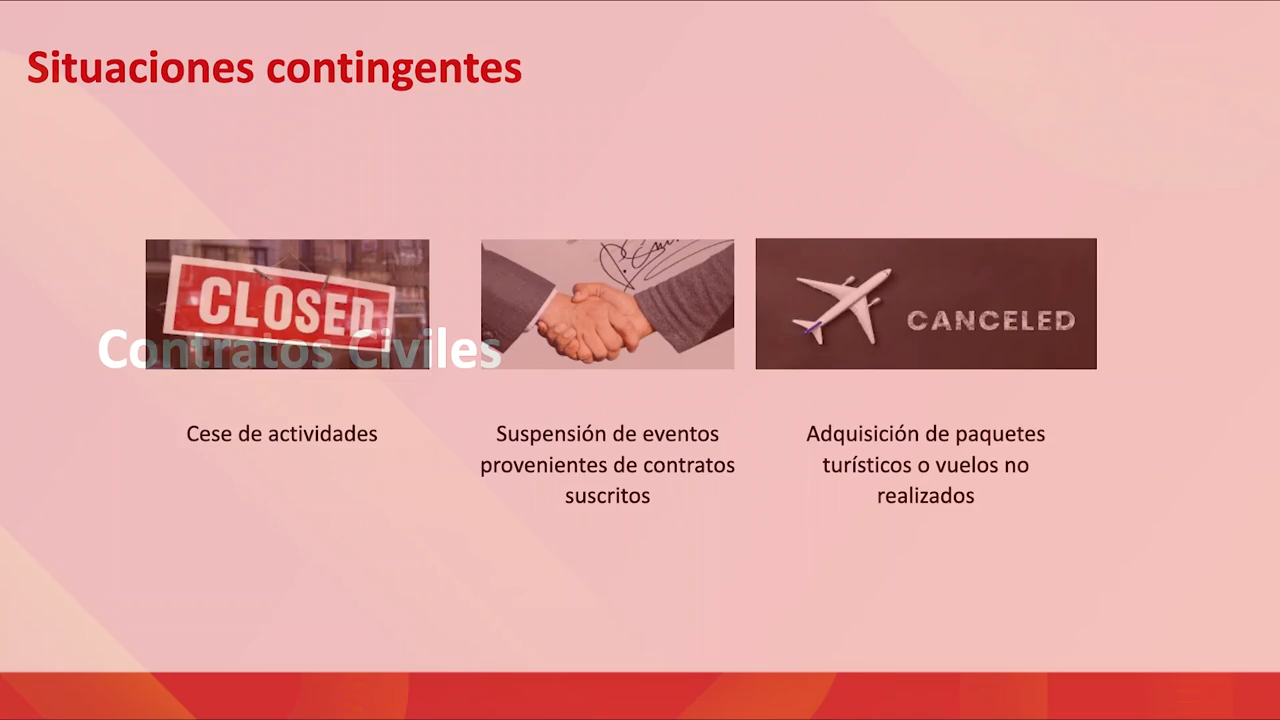 Situaciones contingentes
CLOSED
CANCELED
Contratos Civiles
Cese de actividades
Suspensión de eventos
provenientes de contratos
suscritos
Adquisición de paquetes
turísticos o vuelos no
realizados